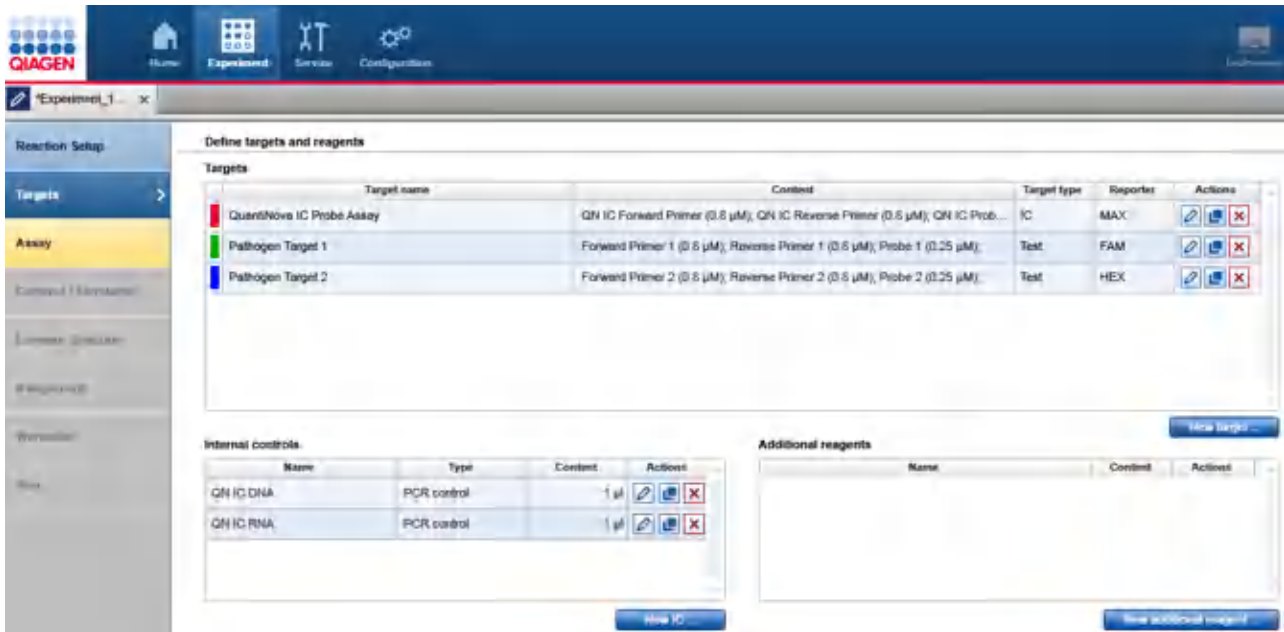 QIAGEN
Home Experiment Service Configuration
*Experiment_1...
Reaction Setup
Targets
Assay
Define targets and reagents
Targets
Target name Content Target type Reporter Actions
QuantiNova IC Probe Assay QN IC Forward Primer (0.8 µM); QN IC Reverse Primer (0.8 µM); QN IC Prob... IC MAX
Pathogen Target 1 Forward Primer 1 (0.8 µM); Reverse Primer 1 (0.8 µM); Probe 1 (0.25 µM); Test FAM
Pathogen Target 2 Forward Primer 2 (0.8 µM); Reverse Primer 2 (0.8 µM); Probe 2 (0.25 µM); Test HEX
New target ...
Internal controls
Name Type Content Actions
QN IC DNA PCR control 1 µl
QN IC RNA PCR control 1 µl
New IC ...
Additional reagents
Name Content Actions
New additional reagent ...